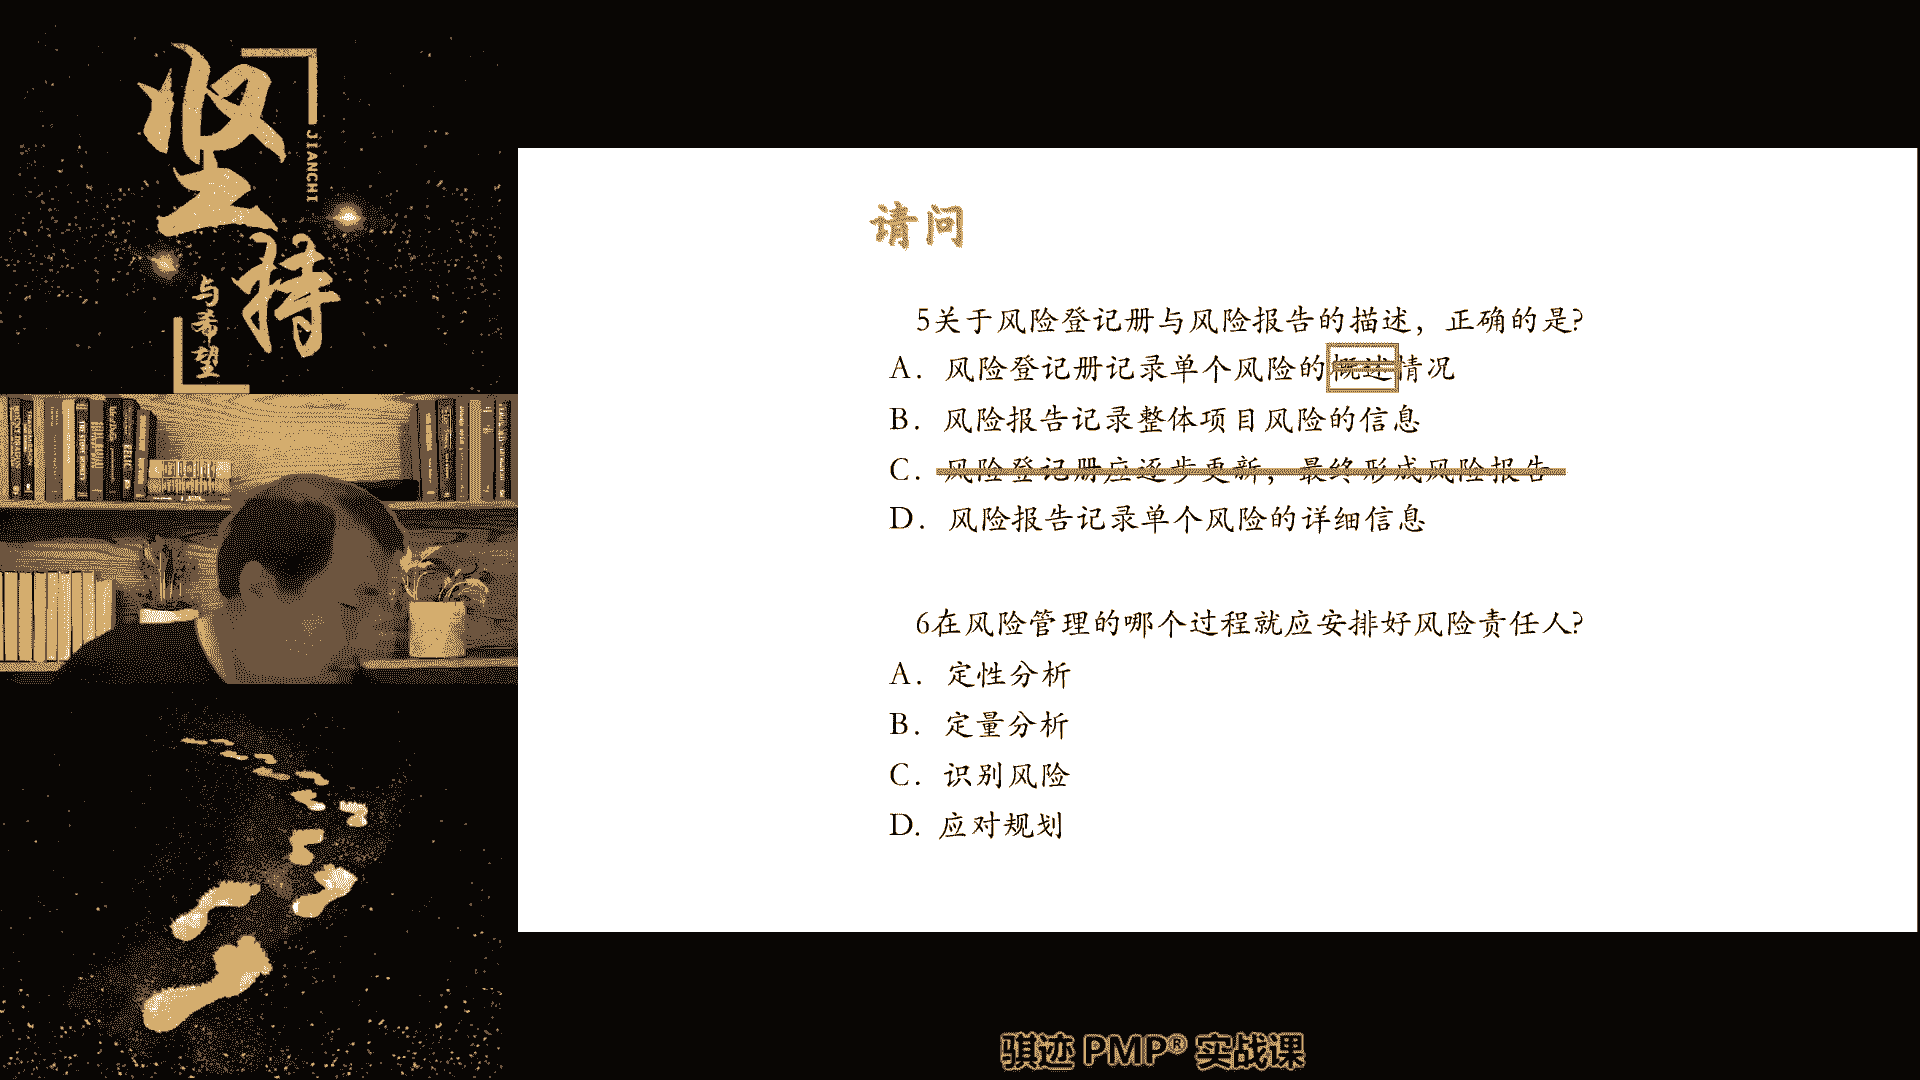 坚持
JIANCHI
与希望
请问
5关于风险登记册与风险报告的描述，正确的是?
A. 风险登记册记录单个风险的概述情况
B. 风险报告记录整体项目风险的信息
C. 风险登记册应逐步更新，最终形成风险报告
D. 风险报告记录单个风险的详细信息
6在风险管理的哪个过程就应安排好风险责任人?
A. 定性分析
B. 定量分析
C. 识别风险
D. 应对规划
骐迹 PMP® 实战课